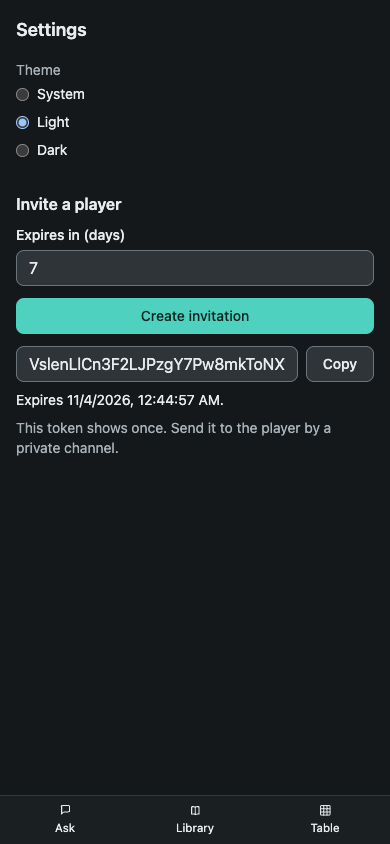 Settings
Theme
System
Light
Dark
Invite a player
Expires in (days)
7
Create invitation
VslenLlCn3F2LJPzgY7Pw8mkToNX
Copy
Expires 11/4/2026, 12:44:57 AM.
This token shows once. Send it to the player by a
private channel.
Ask
Library
Table